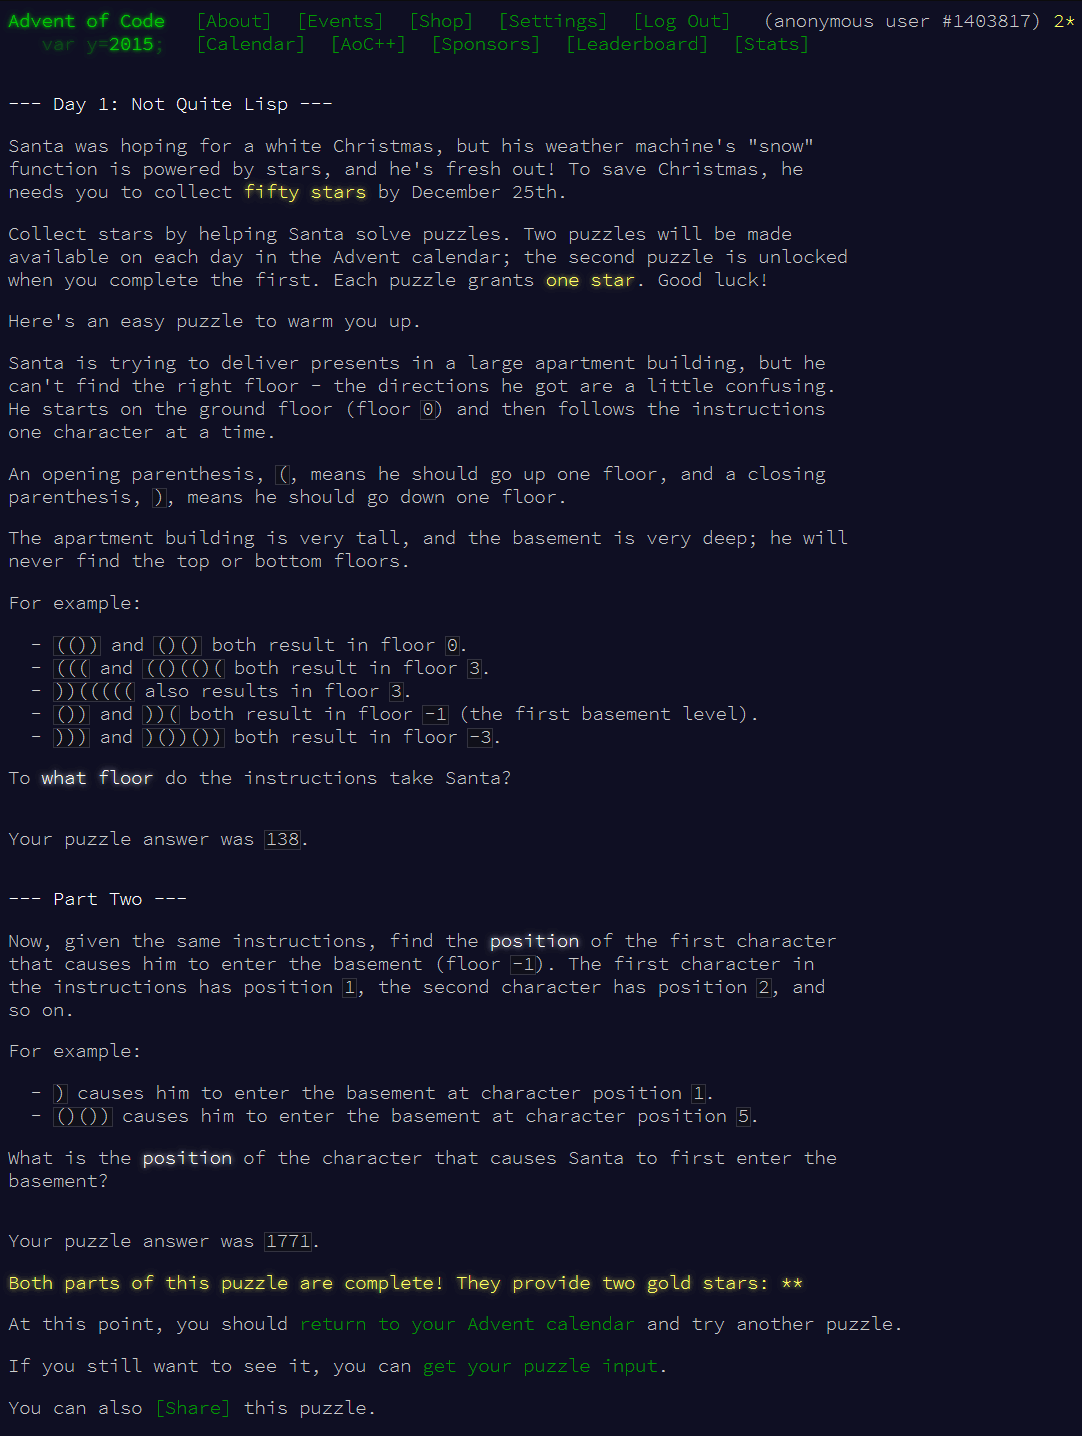 Advent of Code [About] [Events] [Shop] [Settings] [Log Out] (anonymous user #1403817) 2*
var y=2015; [Calendar] [AoC++] [Sponsors] [Leaderboard] [Stats]
--- Day 1: Not Quite Lisp ---
Santa was hoping for a white Christmas, but his weather machine's "snow"
function is powered by stars, and he's fresh out! To save Christmas, he
needs you to collect fifty stars by December 25th.
Collect stars by helping Santa solve puzzles. Two puzzles will be made
available on each day in the Advent calendar; the second puzzle is unlocked
when you complete the first. Each puzzle grants one star. Good luck!
Here's an easy puzzle to warm you up.
Santa is trying to deliver presents in a large apartment building, but he
can't find the right floor - the directions he got are a little confusing.
He starts on the ground floor (floor 0) and then follows the instructions
one character at a time.
An opening parenthesis, (, means he should go up one floor, and a closing
parenthesis, ), means he should go down one floor.
The apartment building is very tall, and the basement is very deep; he will
never find the top or bottom floors.
For example:
- (()) and ()() both result in floor 0.
- ((( and (()(()( both result in floor 3.
- ))((((( also results in floor 3.
- ()) and ))( both result in floor -1 (the first basement level).
- ))) and )())()) both result in floor -3.
To what floor do the instructions take Santa?
Your puzzle answer was 138.
--- Part Two ---
Now, given the same instructions, find the position of the first character
that causes him to enter the basement (floor -1). The first character in
the instructions has position 1, the second character has position 2, and
so on.
For example:
- ) causes him to enter the basement at character position 1.
- ()()) causes him to enter the basement at character position 5.
What is the position of the character that causes Santa to first enter the
basement?
Your puzzle answer was 1771.
Both parts of this puzzle are complete! They provide two gold stars: **
At this point, you should return to your Advent calendar and try another puzzle.
If you still want to see it, you can get your puzzle input.
You can also [Share] this puzzle.